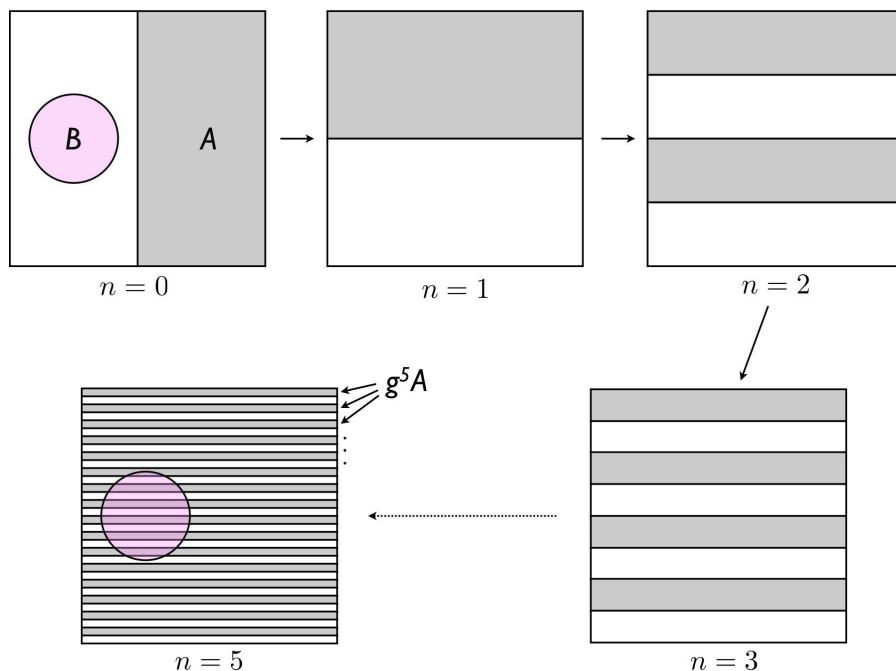 B
A
n = 0
n = 1
n = 2
g⁵A
⋮
n = 5
n = 3